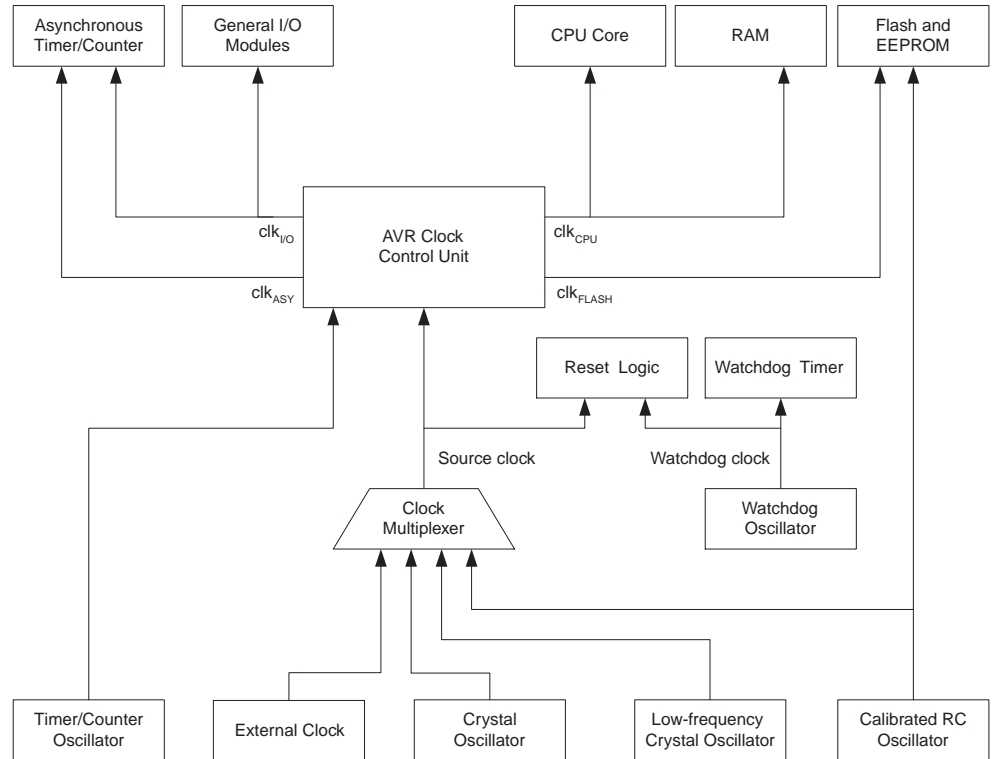 Asynchronous
Timer/Counter
General I/O
Modules
CPU Core
RAM
Flash and
EEPROM
clkI/O
AVR Clock
Control Unit
clkCPU
clkASY
clkFLASH
Reset Logic
Watchdog Timer
Source clock
Watchdog clock
Clock
Multiplexer
Watchdog
Oscillator
Timer/Counter
Oscillator
External Clock
Crystal
Oscillator
Low-frequency
Crystal Oscillator
Calibrated RC
Oscillator